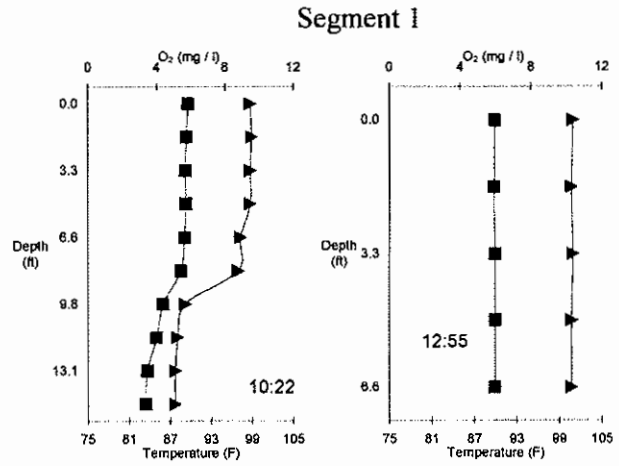 Segment 1
O₂ (mg / l)
0 4 8 12
0.0
3.3
6.6
Depth
(ft)
9.8
13.1
10:22
75 81 87 93 99 105
Temperature (F)
O₂ (mg / l)
0 4 8 12
0.0
Depth
(ft)
3.3
12:55
6.6
75 81 87 93 99 105
Temperature (F)